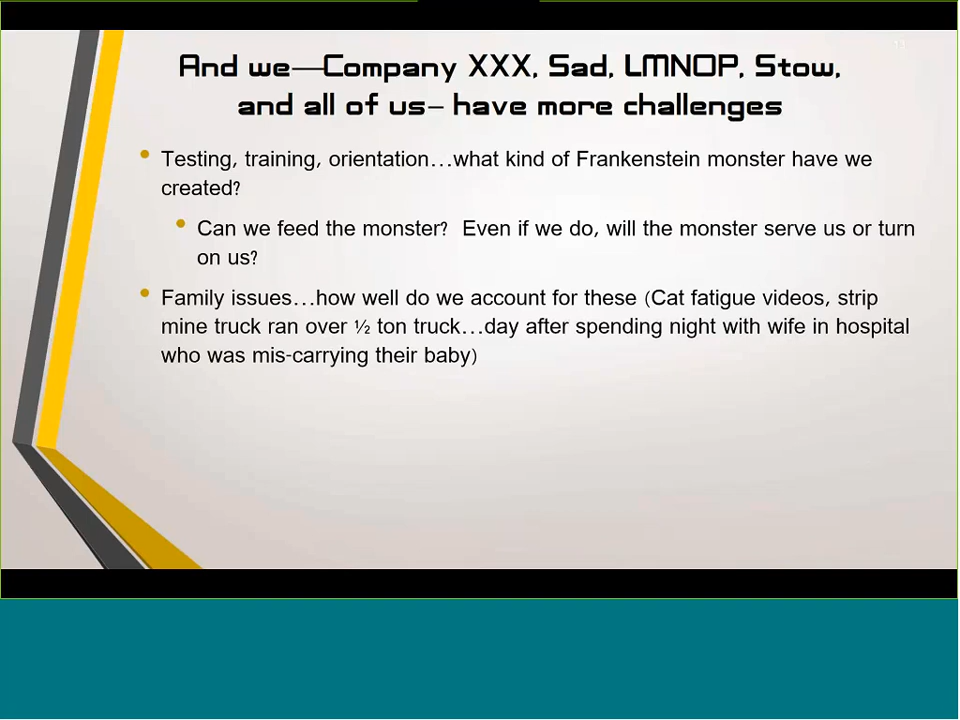 And we—Company XXX, Sad, LMNOP, Stow,
and all of us– have more challenges
• Testing, training, orientation…what kind of Frankenstein monster have we
created?
• Can we feed the monster?  Even if we do, will the monster serve us or turn
on us?
• Family issues…how well do we account for these (Cat fatigue videos, strip
mine truck ran over ½ ton truck…day after spending night with wife in hospital
who was mis-carrying their baby)